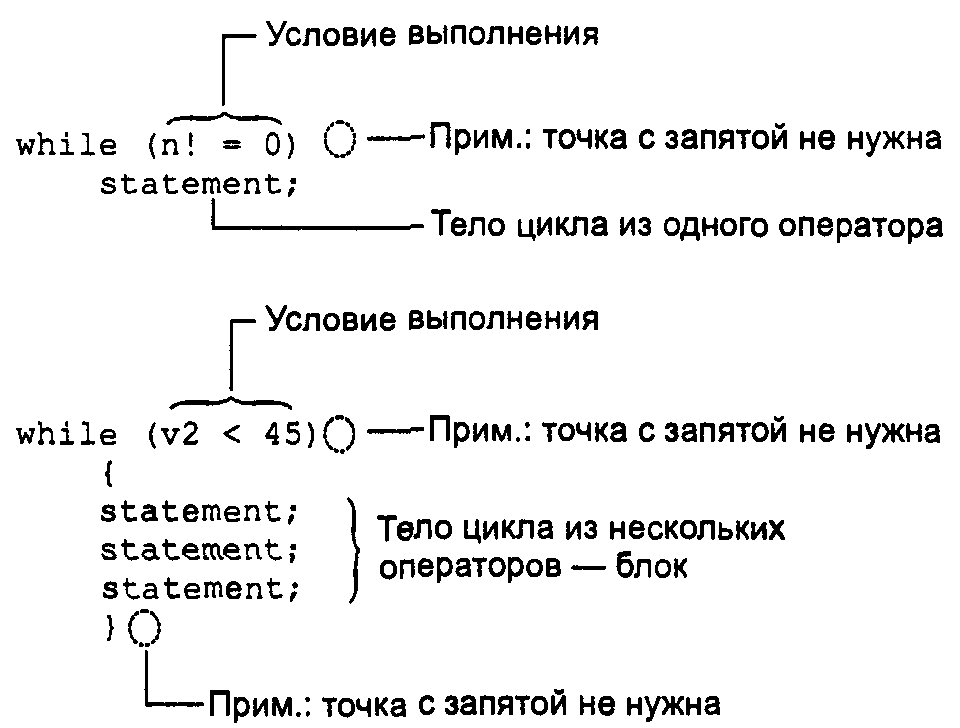 Условие выполнения
while (n! = 0) Прим.: точка с запятой не нужна
statement;
Тело цикла из одного оператора
Условие выполнения
while (v2 < 45) Прим.: точка с запятой не нужна
{
statement;
statement;
statement;
Тело цикла из нескольких
операторов — блок
}
Прим.: точка с запятой не нужна